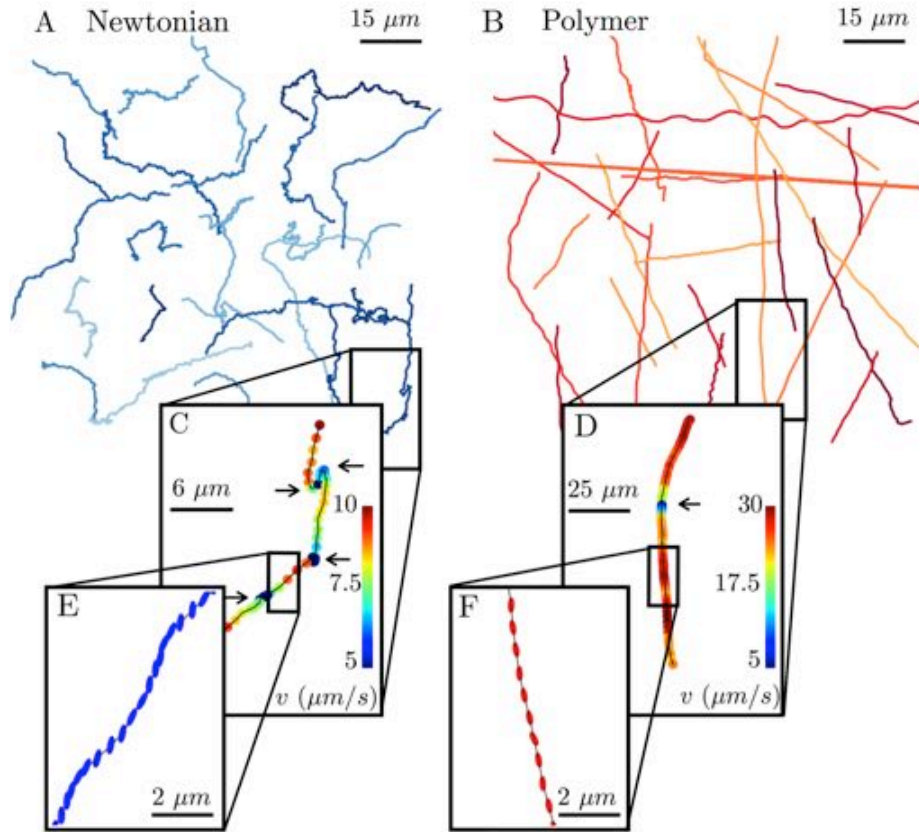 A Newtonian 15 μm
B Polymer 15 μm
C
6 μm
10
7.5
5
v (μm/s)
D
25 μm
30
17.5
10
v (μm/s)
E
2 μm
F
2 μm